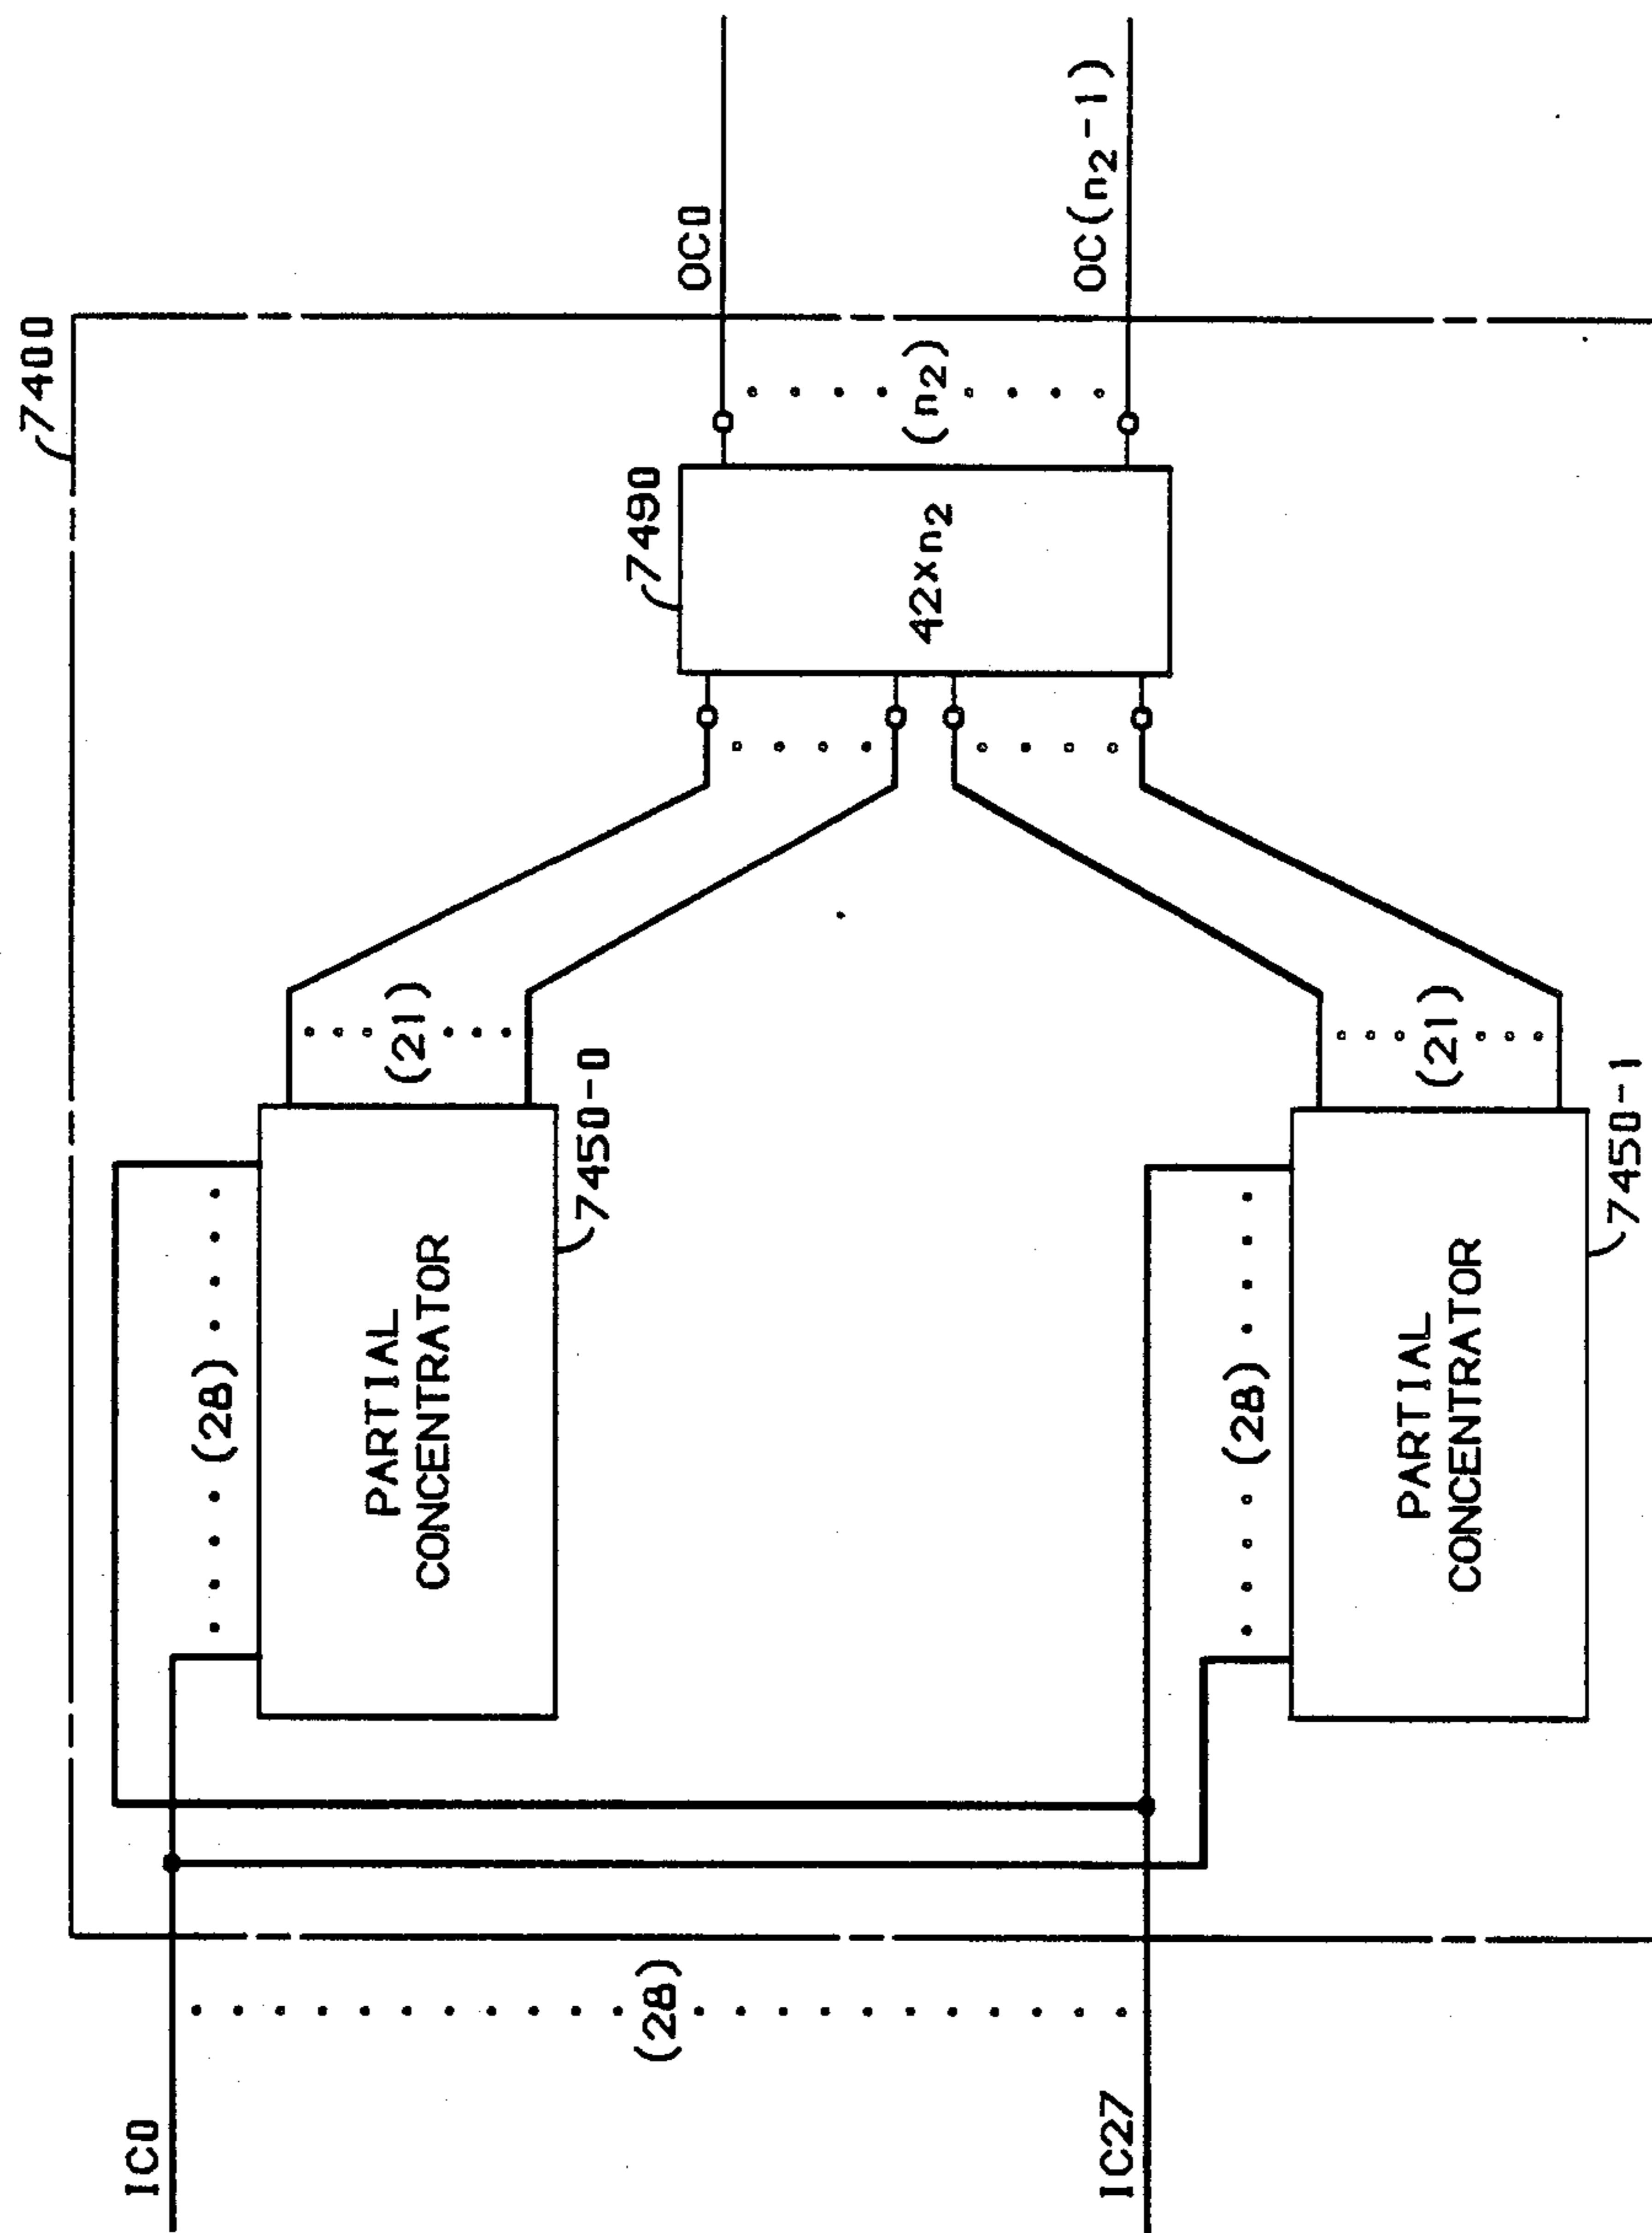 7400
IC0
(28)
IC27
(28)
PARTIAL
CONCENTRATOR
7450-0
(21)
(28)
PARTIAL
CONCENTRATOR
7450-1
(21)
7490
42xn₂
(n₂)
OC0
OC(n₂-1)